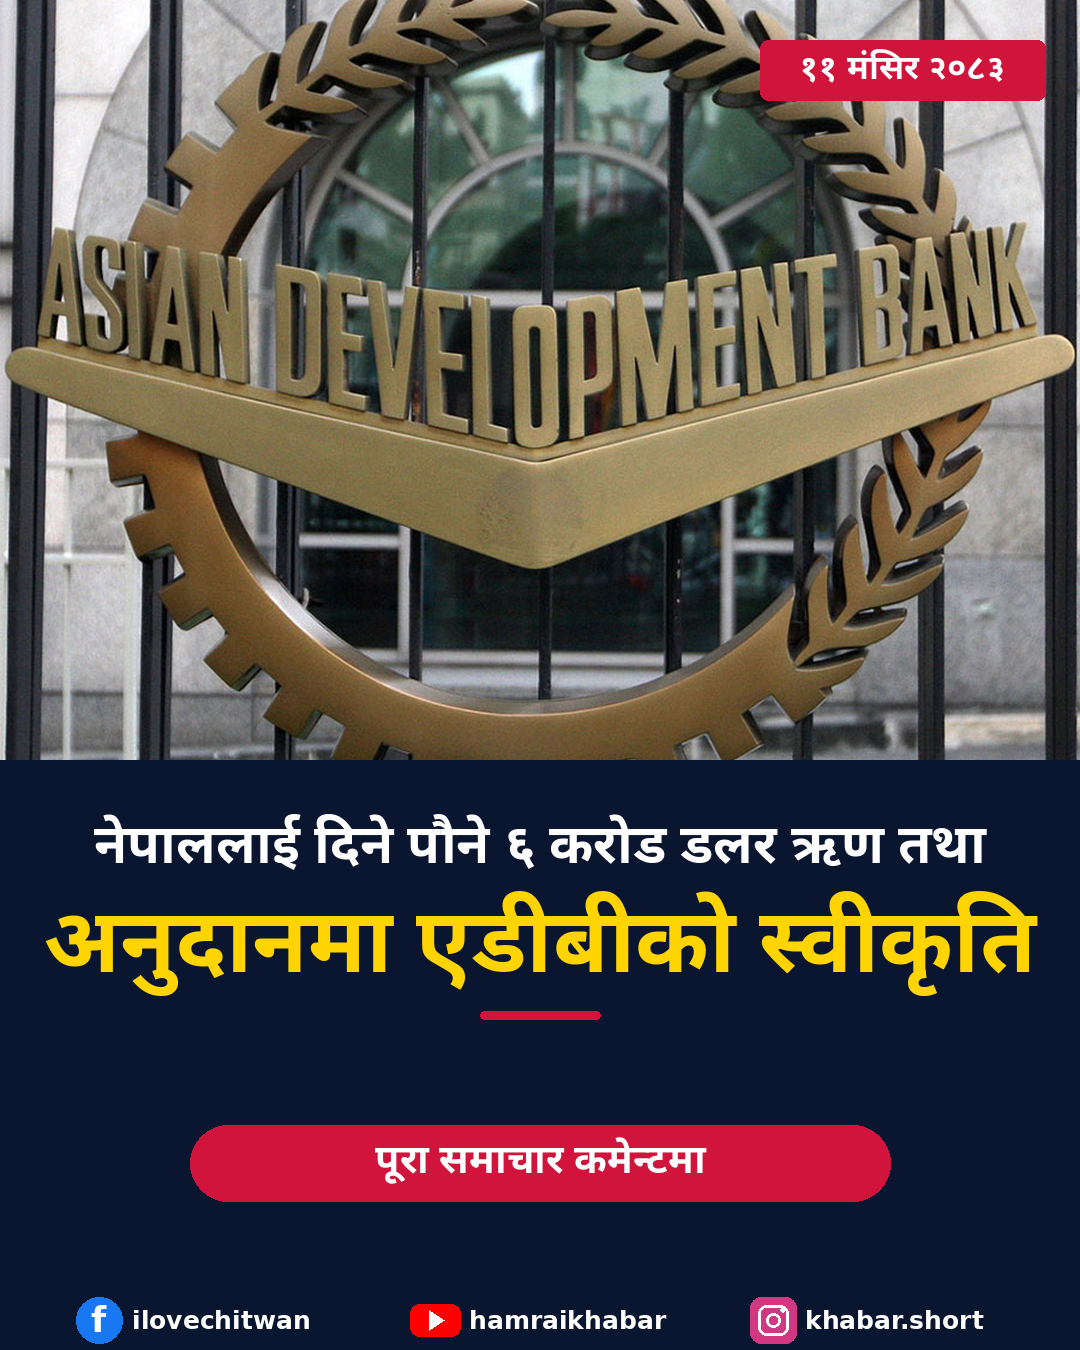 ११ मंसिर २०८३
ASIAN DEVELOPMENT BANK
नेपाललाई दिने पौने ६ करोड डलर ऋण तथा
अनुदानमा एडीबीको स्वीकृति
पूरा समाचार कमेन्टमा
ilovechitwan
hamraikhabar
khabar.short